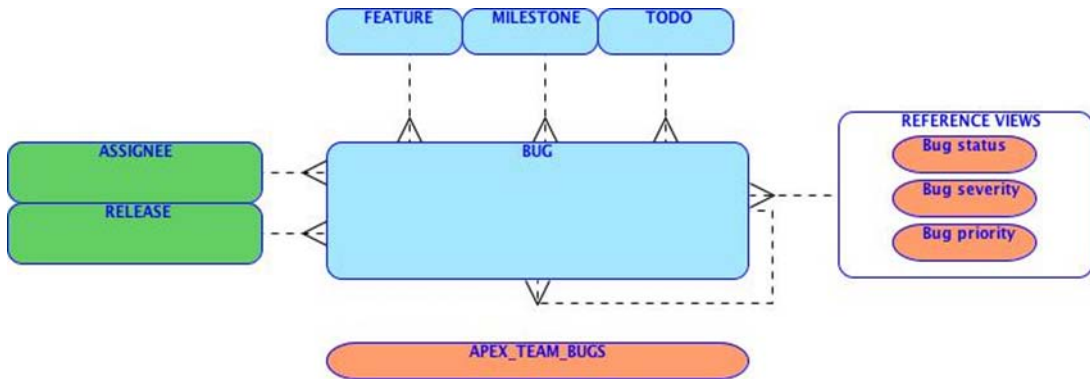 FEATURE
MILESTONE
TODO
ASSIGNEE
RELEASE
BUG
REFERENCE VIEWS
Bug status
Bug severity
Bug priority
APEX_TEAM_BUGS